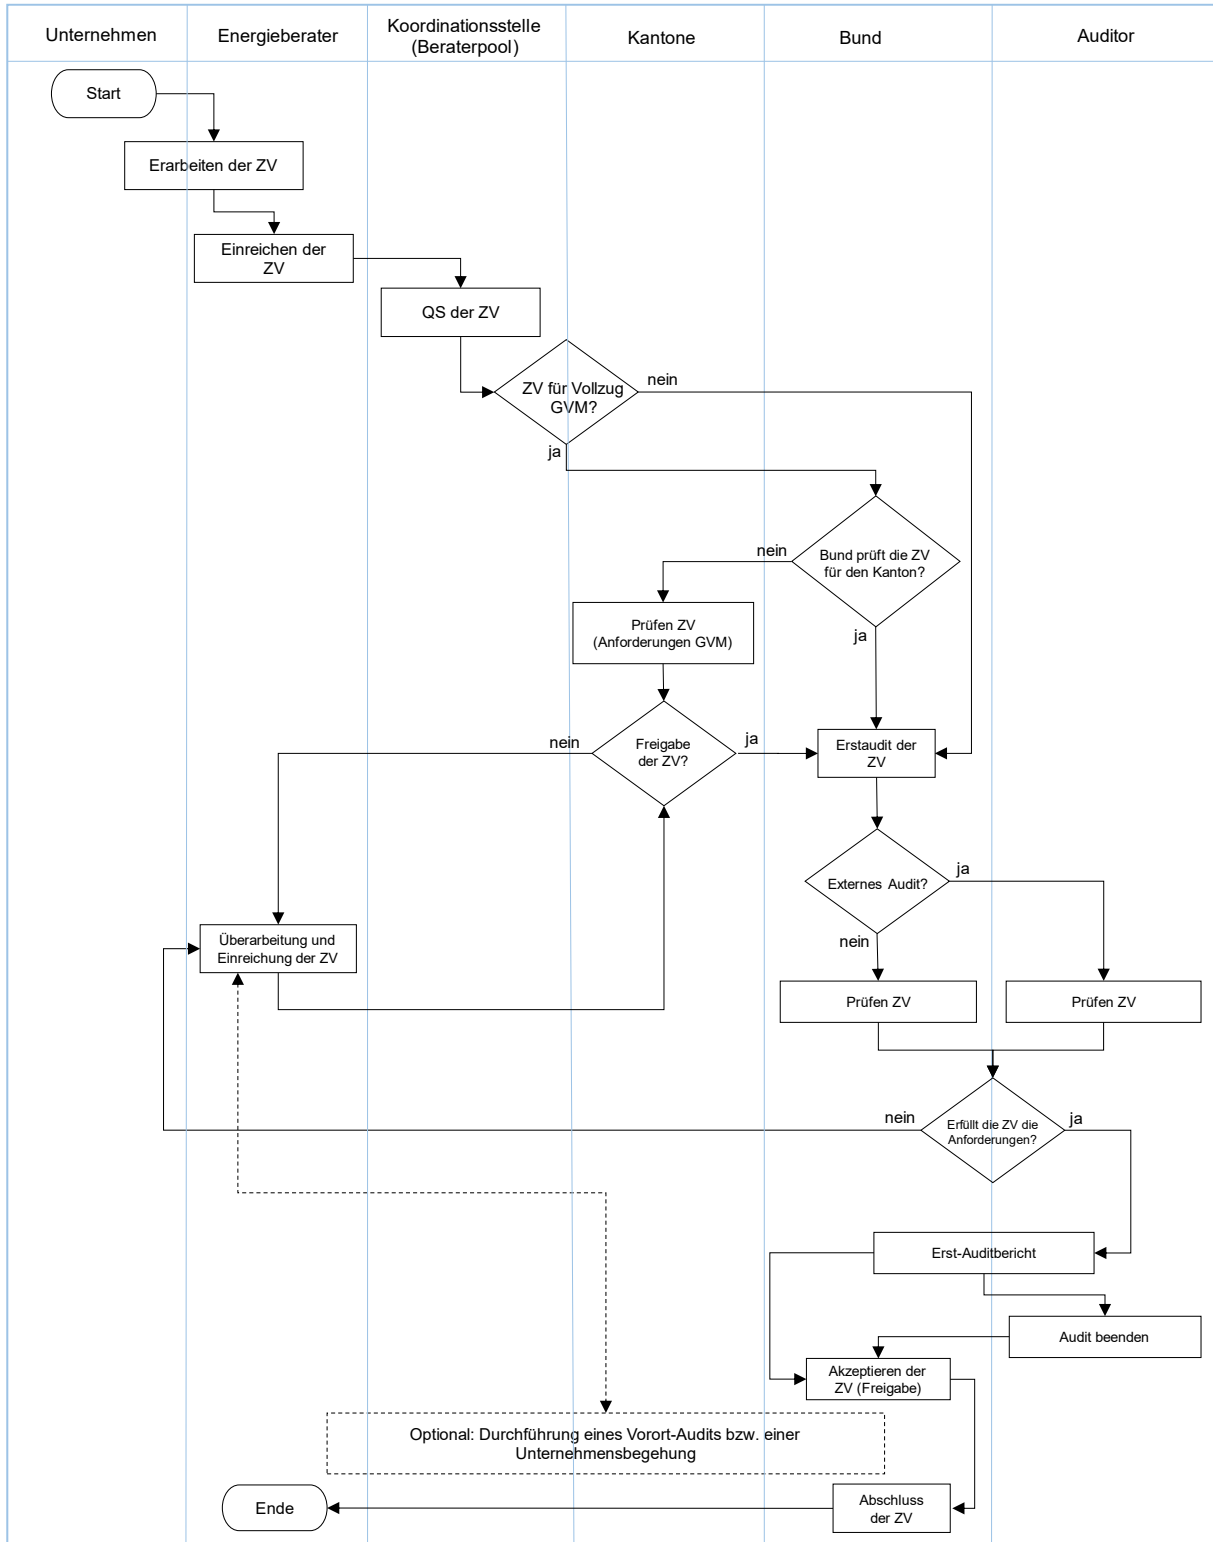 Unternehmen
Energieberater
Koordinationsstelle
(Beraterpool)
Kantone
Bund
Auditor
Start
Erarbeiten der ZV
Einreichen der
ZV
QS der ZV
ZV für Vollzug
GVM?
nein
ja
Bund prüft die ZV
für den Kanton?
nein
ja
Prüfen ZV
(Anforderungen GVM)
Freigabe
der ZV?
nein
ja
Erstaudit der
ZV
Externes Audit?
ja
nein
Überarbeitung und
Einreichung der ZV
Prüfen ZV
Prüfen ZV
Erfüllt die ZV die
Anforderungen?
nein
ja
Erst-Auditbericht
Audit beenden
Akzeptieren der
ZV (Freigabe)
Optional: Durchführung eines Vorort-Audits bzw. einer
Unternehmensbegehung
Abschluss
der ZV
Ende